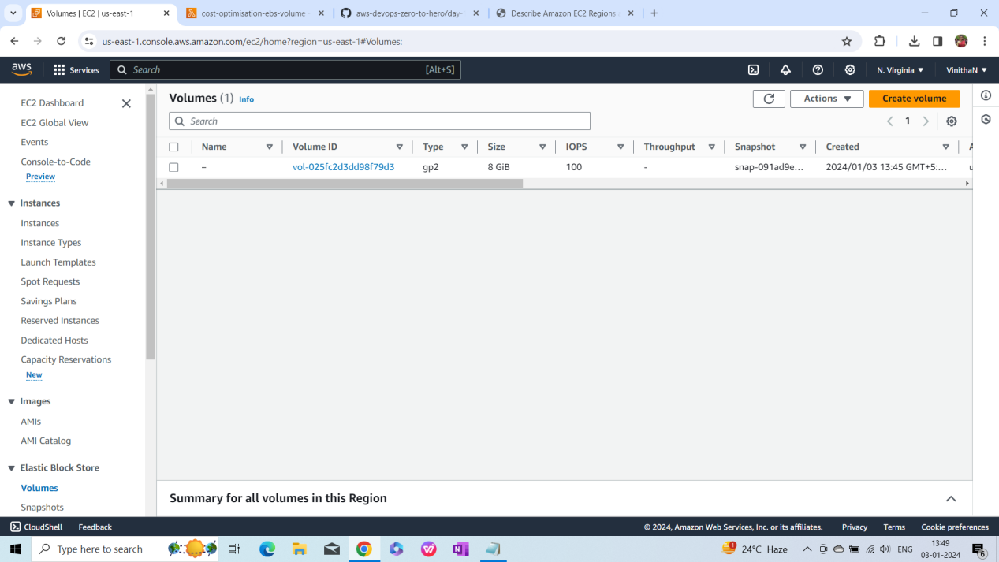 Volumes | EC2 | us-east-1
cost-optimisation-ebs-volume
aws-devops-zero-to-hero/day-
Describe Amazon EC2 Regions
us-east-1.console.aws.amazon.com/ec2/home?region=us-east-1#Volumes:
aws
Services
Search
[Alt+S]
N. Virginia
VinithaN
EC2 Dashboard
EC2 Global View
Events
Console-to-Code
Preview
Instances
Instances
Instance Types
Launch Templates
Spot Requests
Savings Plans
Reserved Instances
Dedicated Hosts
Capacity Reservations
New
Images
AMIs
AMI Catalog
Elastic Block Store
Volumes
Snapshots
Volumes (1) Info
Actions
Create volume
Search
1
Name Volume ID Type Size IOPS Throughput Snapshot Created
– vol-025fc2d3dd98f79d3 gp2 8 GiB 100 - snap-091ad9e... 2024/01/03 13:45 GMT+5:...
Summary for all volumes in this Region
CloudShell Feedback
© 2024, Amazon Web Services, Inc. or its affiliates. Privacy Terms Cookie preferences
Type here to search
1
24°C Haze
ENG
13:49
03-01-2024
6